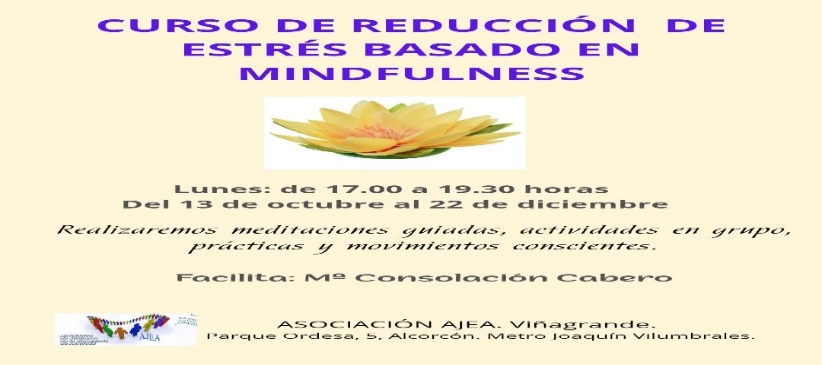 CURSO DE REDUCCIÓN DE
ESTRÉS BASADO EN
MINDFULNESS
Lunes: de 17.00 a 19.30 horas
Del 13 de octubre al 22 de diciembre
Realizaremos meditaciones guiadas, actividades en grupo,
prácticas y movimientos conscientes.
Facilita: Mª Consolación Cabero
AJEA
ASOCIACIÓN AJEA. Viñagrande.
Parque Ordesa, 5, Alcorcón. Metro Joaquín Vilumbrales.